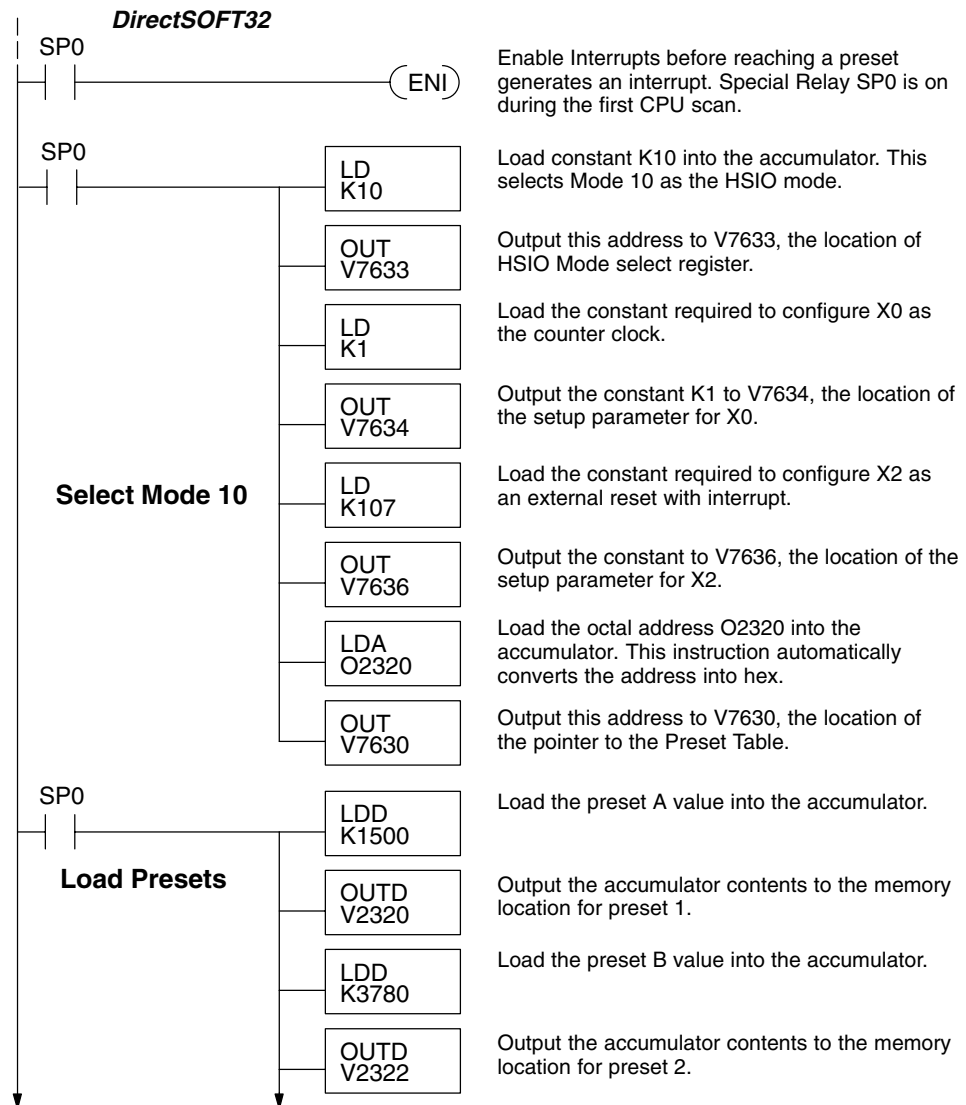 DirectSOFT32
SP0
ENI
Enable Interrupts before reaching a preset
generates an interrupt. Special Relay SP0 is on
during the first CPU scan.
SP0
LD
K10
Load constant K10 into the accumulator. This
selects Mode 10 as the HSIO mode.
OUT
V7633
Output this address to V7633, the location of
HSIO Mode select register.
LD
K1
Load the constant required to configure X0 as
the counter clock.
OUT
V7634
Output the constant K1 to V7634, the location of
the setup parameter for X0.
Select Mode 10
LD
K107
Load the constant required to configure X2 as
an external reset with interrupt.
OUT
V7636
Output the constant to V7636, the location of the
setup parameter for X2.
LDA
O2320
Load the octal address O2320 into the
accumulator. This instruction automatically
converts the address into hex.
OUT
V7630
Output this address to V7630, the location of
the pointer to the Preset Table.
SP0
LDD
K1500
Load the preset A value into the accumulator.
Load Presets
OUTD
V2320
Output the accumulator contents to the memory
location for preset 1.
LDD
K3780
Load the preset B value into the accumulator.
OUTD
V2322
Output the accumulator contents to the memory
location for preset 2.